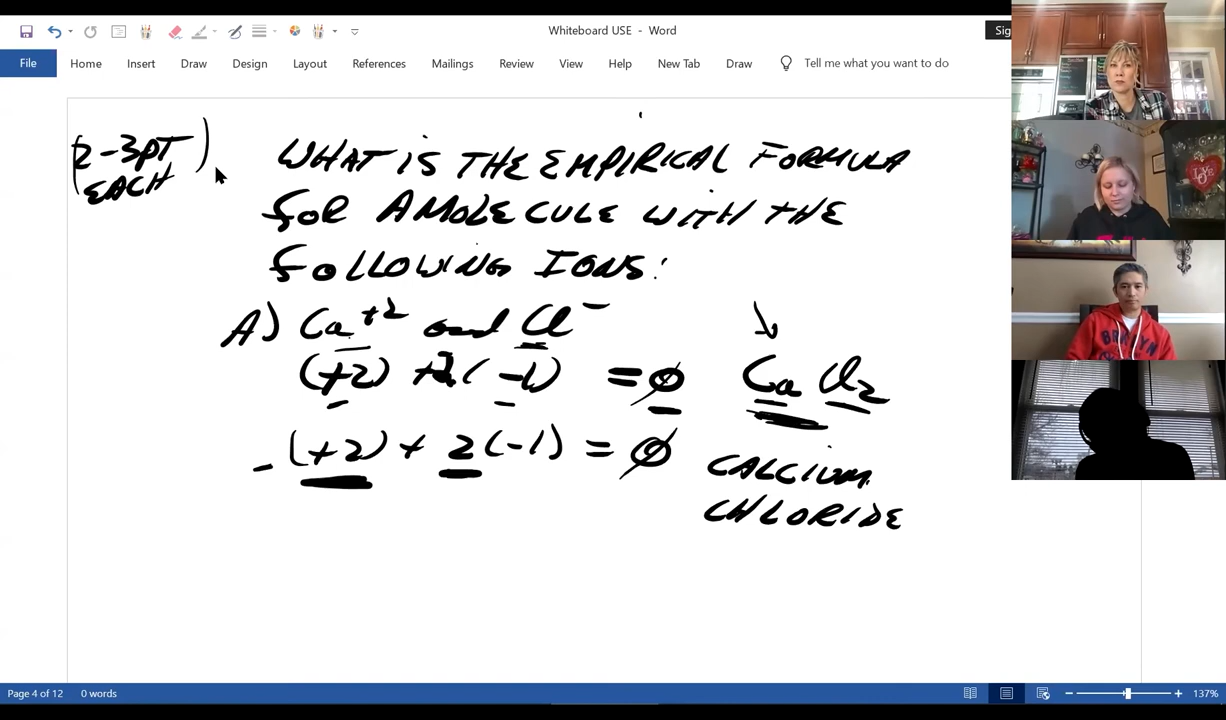 Whiteboard USE - Word
File Home Insert Draw Design Layout References Mailings Review View Help New Tab Draw Tell me what you want to do
(2-3PT EACH)
WHAT IS THE EMPIRICAL FORMULA
for A MOLECULE WITH THE
FOLLOWING IONS:
A) Ca+2 and Cl-
(+2) + (-1) = 0 CaCl2
(+2) + 2(-1) = 0
CALCIUM
CHLORIDE
Page 4 of 12 0 words 137%